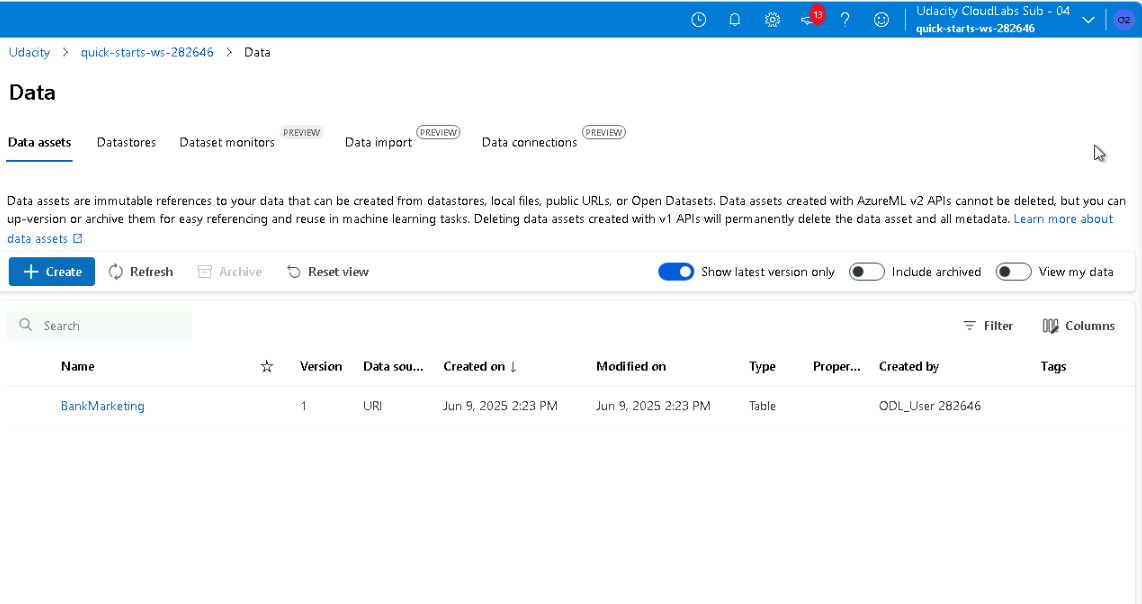 13
Udacity CloudLabs Sub - 04
quick-starts-ws-282646
O2
Udacity > quick-starts-ws-282646 > Data
Data
Data assets Datastores Dataset monitors PREVIEW Data import PREVIEW Data connections PREVIEW
Data assets are immutable references to your data that can be created from datastores, local files, public URLs, or Open Datasets. Data assets created with AzureML v2 APIs cannot be deleted, but you can
up-version or archive them for easy referencing and reuse in machine learning tasks. Deleting data assets created with v1 APIs will permanently delete the data asset and all metadata. Learn more about
data assets
Create Refresh Archive Reset view Show latest version only Include archived View my data
Search Filter Columns
Name Version Data sou... Created on ↓ Modified on Type Proper... Created by Tags
BankMarketing 1 URI Jun 9, 2025 2:23 PM Jun 9, 2025 2:23 PM Table ODL_User 282646